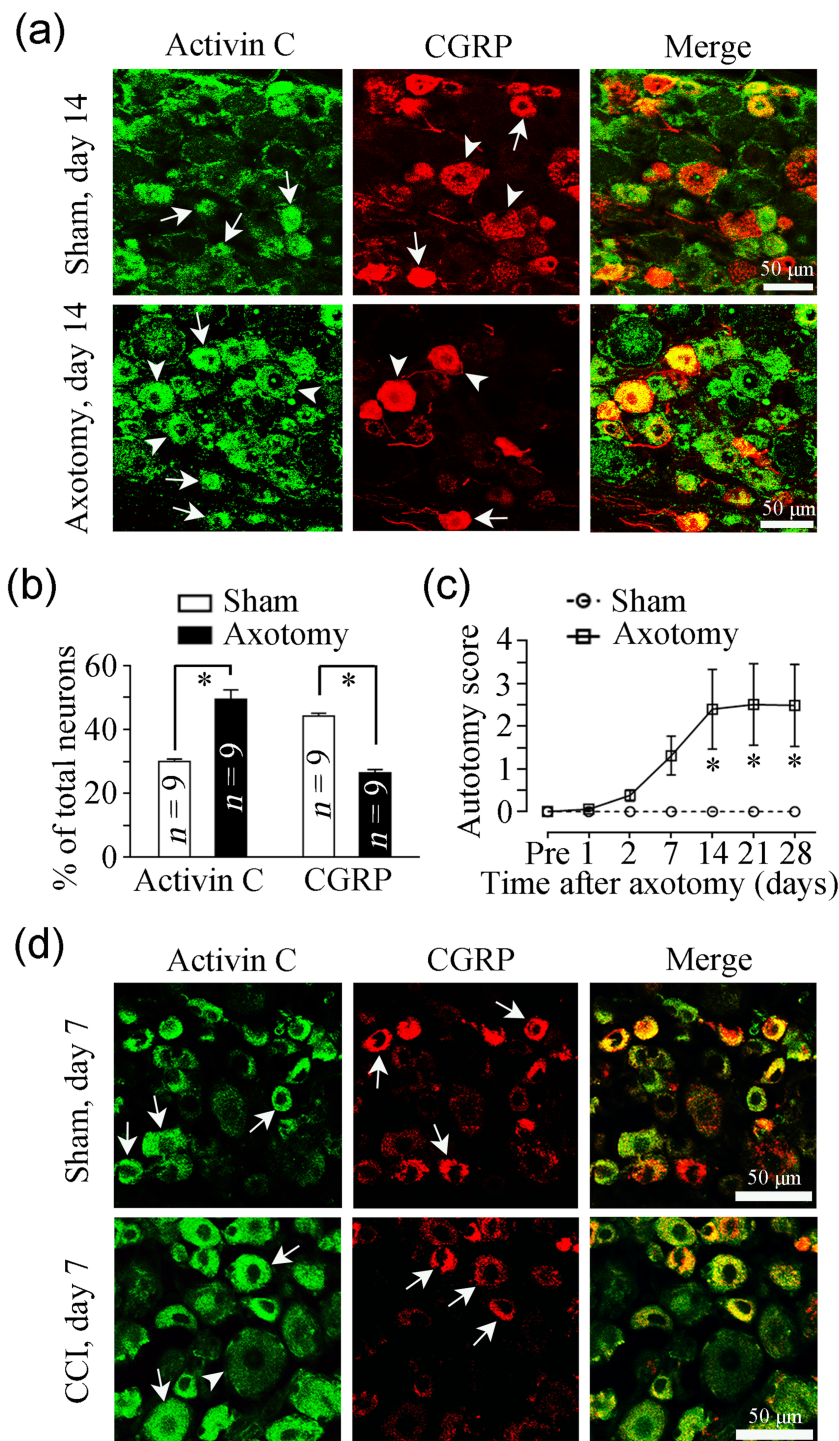 (a)
Activin C CGRP Merge
Sham, day 14
50 μm
Axotomy, day 14
50 μm
(b)
Sham
Axotomy
% of total neurons
60
40
20
0
* *
n = 9 n = 9 n = 9 n = 9
Activin C CGRP
(c)
Sham
Axotomy
Autotomy score
4
3
2
1
0
* * *
Pre 1 2 7 14 21 28
Time after axotomy (days)
(d)
Activin C CGRP Merge
Sham, day 7
50 μm
CCI, day 7
50 μm